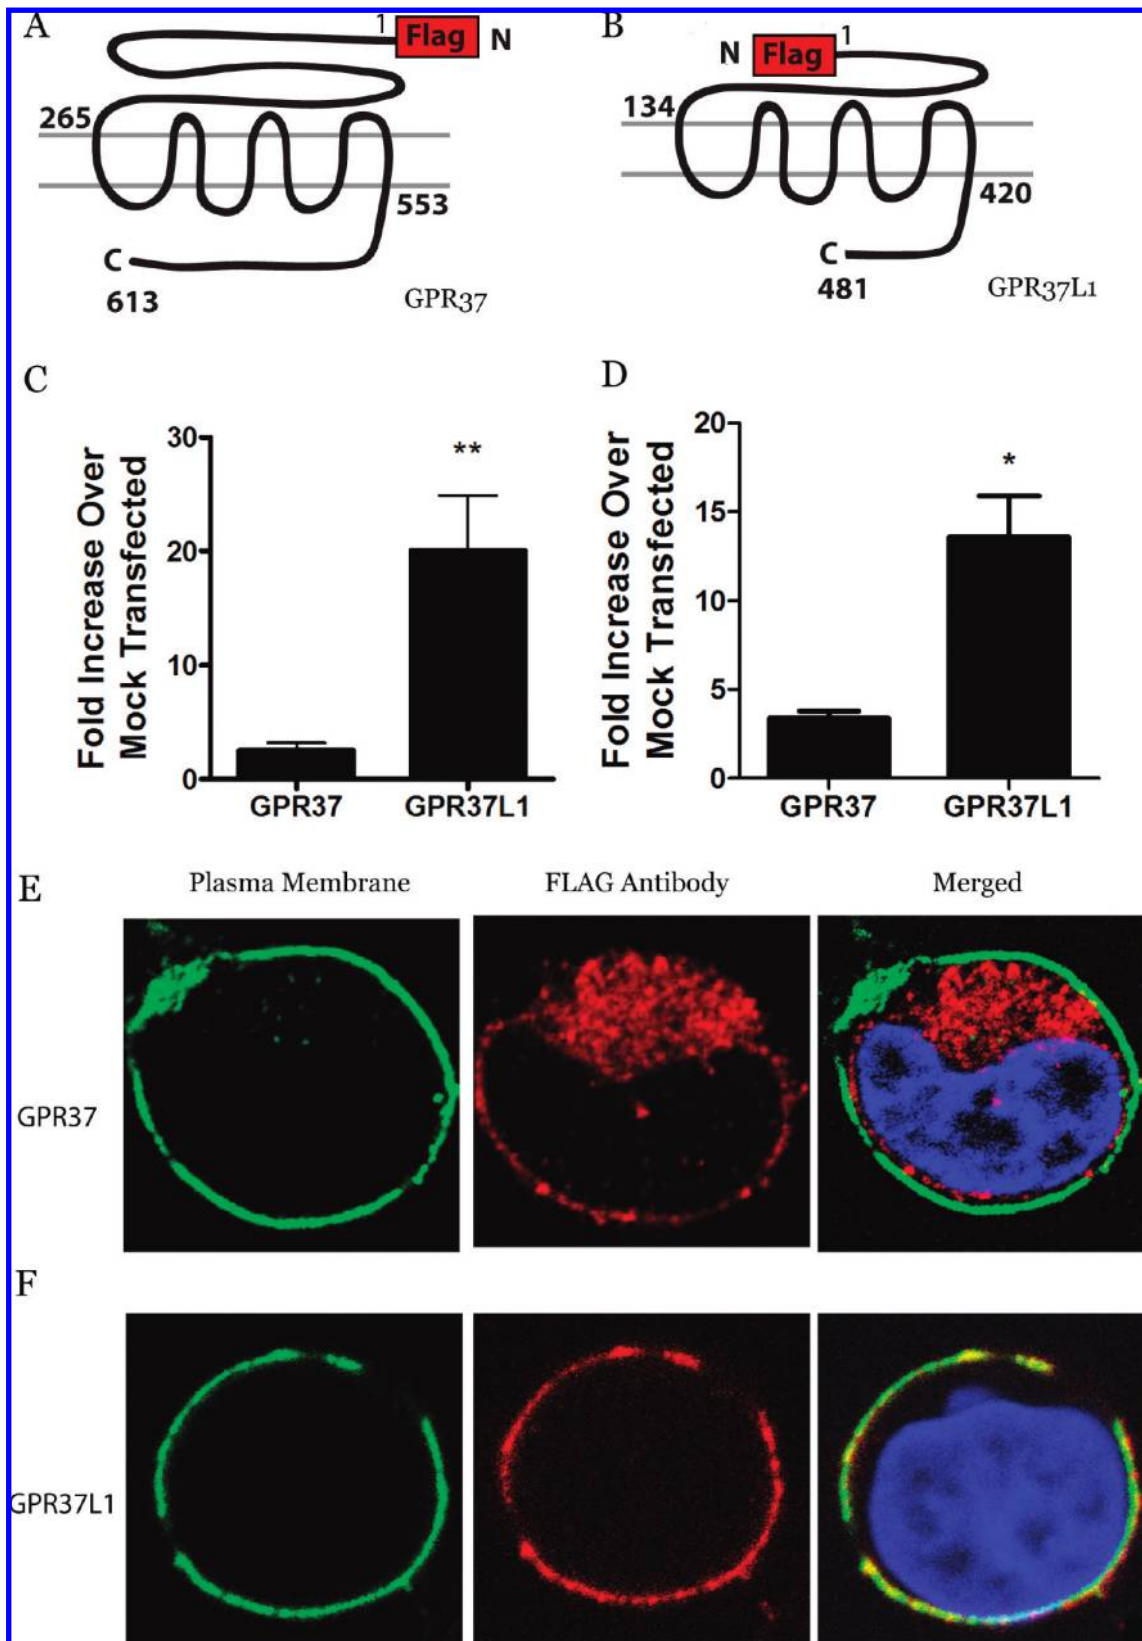 A
1
Flag N
265
553
C
613
GPR37
B
1
N Flag
134
420
C
481
GPR37L1
C
Fold Increase Over
Mock Transfected
30
20
10
0
**
GPR37
GPR37L1
D
Fold Increase Over
Mock Transfected
20
15
10
5
0
*
GPR37
GPR37L1
E
Plasma Membrane
FLAG Antibody
Merged
GPR37
F
GPR37L1